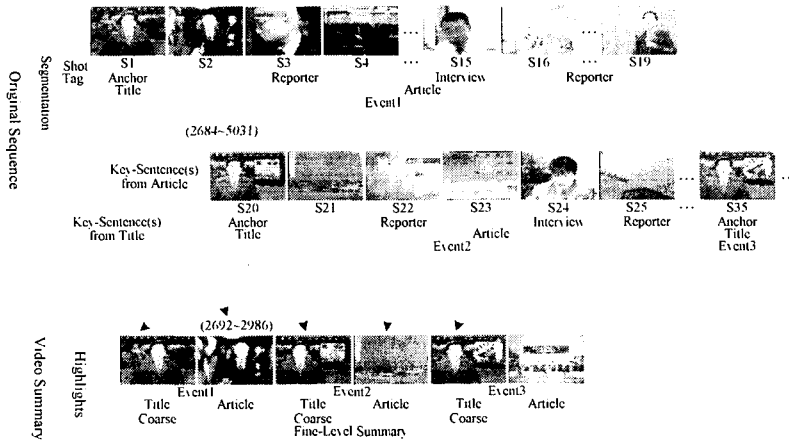 Original Sequence
Segmentation
Shot S1 S2 S3 S4 ... S15 S16 ... S19
Tag Anchor Reporter Interview Reporter
Title Article
Event1
(2684~5031)
Key-Sentence(s)
from Article
...
S20 S21 S22 S23 S24 S25 ... S35
Key-Sentence(s)
from Title
Anchor Reporter Interview Reporter Anchor
Title Article Title
Event2 Event3
Video Summary
Highlights
(2692~2986)
Event1 Event2 Event3
Title Article Title Article Title Article
Coarse Coarse Coarse
Fine-Level Summary